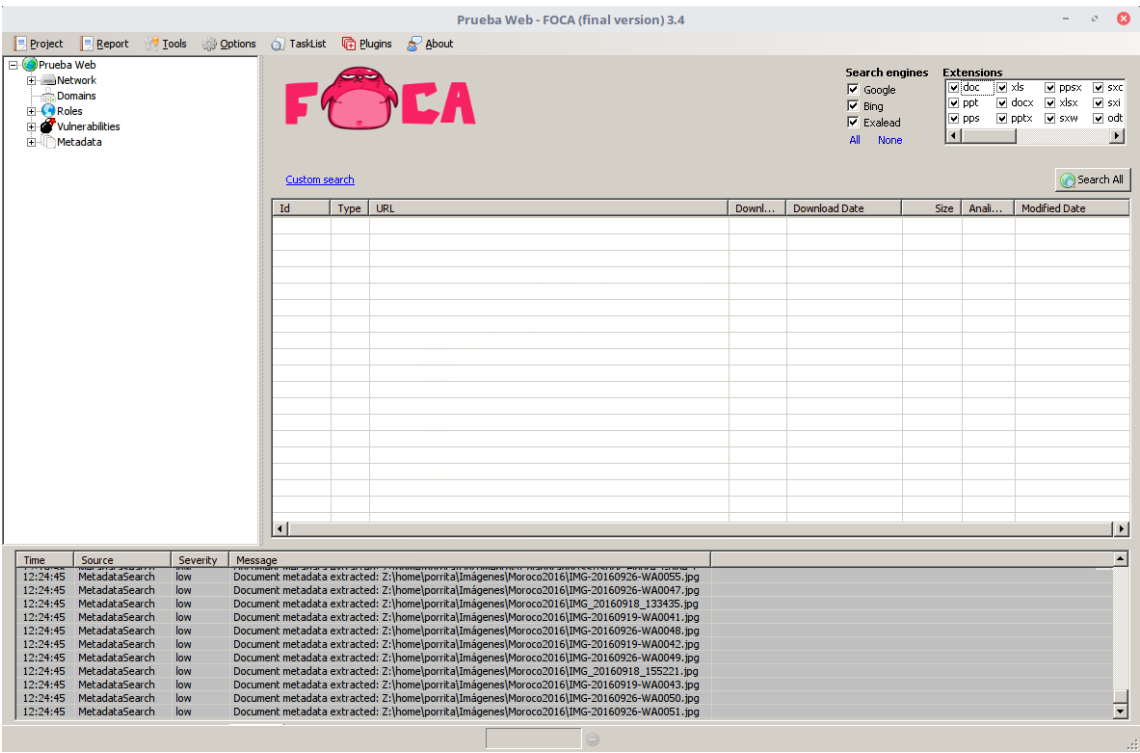 Prueba Web - FOCA (final version) 3.4
Project Report Tools Options TaskList Plugins About
Prueba Web
Network
Domains
Roles
Vulnerabilities
Metadata
FOCA
Search engines
Google
Bing
Exalead
All None
Extensions
doc xls ppsx sxc
ppt docx xlsx sxi
pps pptx sxw odt
Custom search
Search All
Id Type URL Downl... Download Date Size Anali... Modified Date
Time Source Severity Message
12:24:45 MetadataSearch low Document metadata extracted: Z:\home\porrita\Imágenes\Moroco2016\IMG-20160926-WA0055.jpg
12:24:45 MetadataSearch low Document metadata extracted: Z:\home\porrita\Imágenes\Moroco2016\IMG-20160926-WA0047.jpg
12:24:45 MetadataSearch low Document metadata extracted: Z:\home\porrita\Imágenes\Moroco2016\IMG_20160918_133435.jpg
12:24:45 MetadataSearch low Document metadata extracted: Z:\home\porrita\Imágenes\Moroco2016\IMG-20160919-WA0041.jpg
12:24:45 MetadataSearch low Document metadata extracted: Z:\home\porrita\Imágenes\Moroco2016\IMG-20160926-WA0048.jpg
12:24:45 MetadataSearch low Document metadata extracted: Z:\home\porrita\Imágenes\Moroco2016\IMG-20160919-WA0042.jpg
12:24:45 MetadataSearch low Document metadata extracted: Z:\home\porrita\Imágenes\Moroco2016\IMG-20160926-WA0049.jpg
12:24:45 MetadataSearch low Document metadata extracted: Z:\home\porrita\Imágenes\Moroco2016\IMG_20160918_155221.jpg
12:24:45 MetadataSearch low Document metadata extracted: Z:\home\porrita\Imágenes\Moroco2016\IMG-20160919-WA0043.jpg
12:24:45 MetadataSearch low Document metadata extracted: Z:\home\porrita\Imágenes\Moroco2016\IMG-20160926-WA0050.jpg
12:24:45 MetadataSearch low Document metadata extracted: Z:\home\porrita\Imágenes\Moroco2016\IMG-20160926-WA0051.jpg